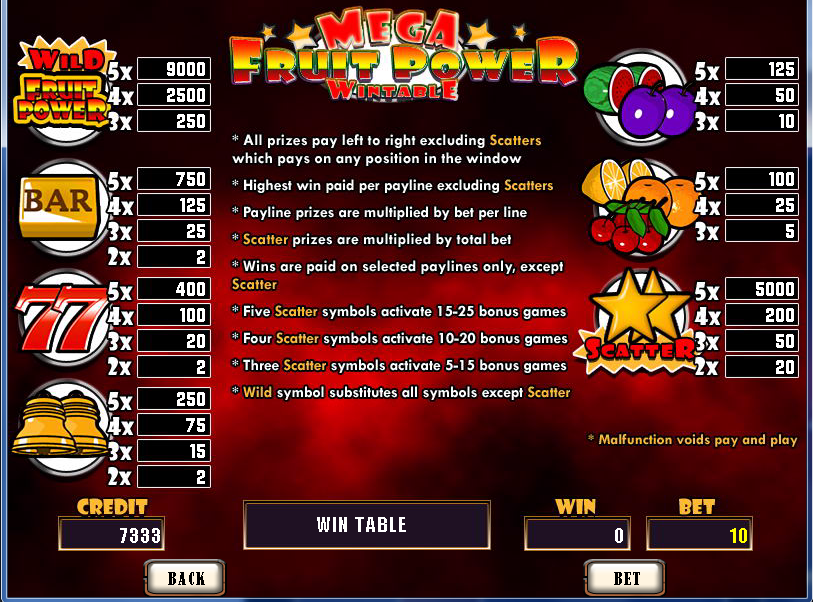 MEGA
FRUIT POWER
WINTABLE
WILD
FRUIT
POWER
5x 9000
4x 2500
3x 250
BAR
5x 750
4x 125
3x 25
2x 2
77
5x 400
4x 100
3x 20
2x 2
5x 250
4x 75
3x 15
2x 2
* All prizes pay left to right excluding Scatters
which pays on any position in the window
* Highest win paid per payline excluding Scatters
* Payline prizes are multiplied by bet per line
* Scatter prizes are multiplied by total bet
* Wins are paid on selected paylines only, except
Scatter
* Five Scatter symbols activate 15-25 bonus games
* Four Scatter symbols activate 10-20 bonus games
* Three Scatter symbols activate 5-15 bonus games
* Wild symbol substitutes all symbols except Scatter
5x 125
4x 50
3x 10
5x 100
4x 25
3x 5
SCATTER
5x 5000
4x 200
3x 50
2x 20
* Malfunction voids pay and play
CREDIT
7333
WIN TABLE
WIN
0
BET
10
BACK
BET